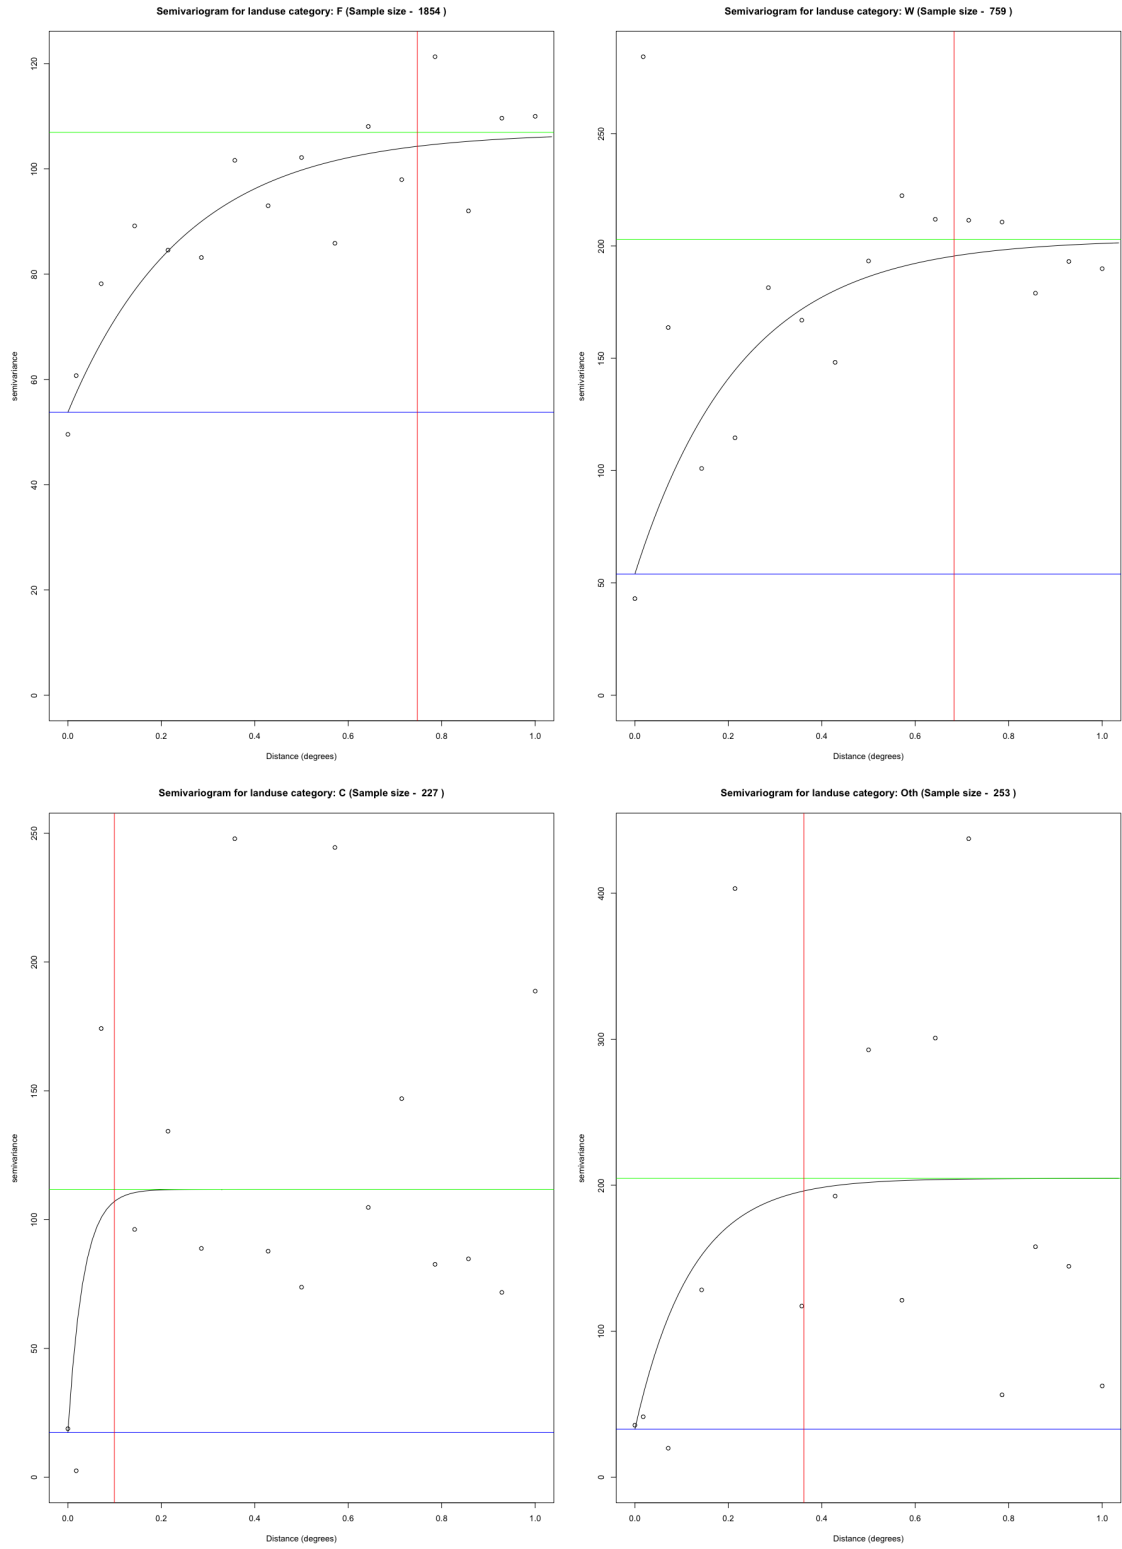 Semivariogram for landuse category: F (Sample size -  1854 )
120
100
80
60
40
20
0
semivariance
0.0 0.2 0.4 0.6 0.8 1.0
Distance (degrees)
Semivariogram for landuse category: W (Sample size -  759 )
250
200
150
100
50
0
semivariance
0.0 0.2 0.4 0.6 0.8 1.0
Distance (degrees)
Semivariogram for landuse category: C (Sample size -  227 )
250
200
150
100
50
0
semivariance
0.0 0.2 0.4 0.6 0.8 1.0
Distance (degrees)
Semivariogram for landuse category: Oth (Sample size -  253 )
400
300
200
100
0
semivariance
0.0 0.2 0.4 0.6 0.8 1.0
Distance (degrees)